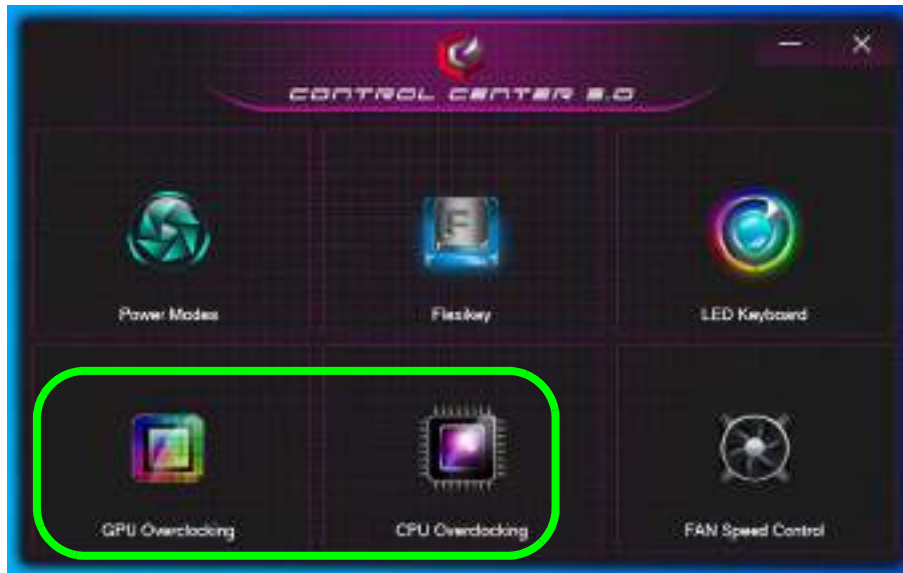 CONTROL CENTER 3.0
Power Modes
Flexikey
LED Keyboard
F
GPU Overclocking
CPU Overclocking
FAN Speed Control